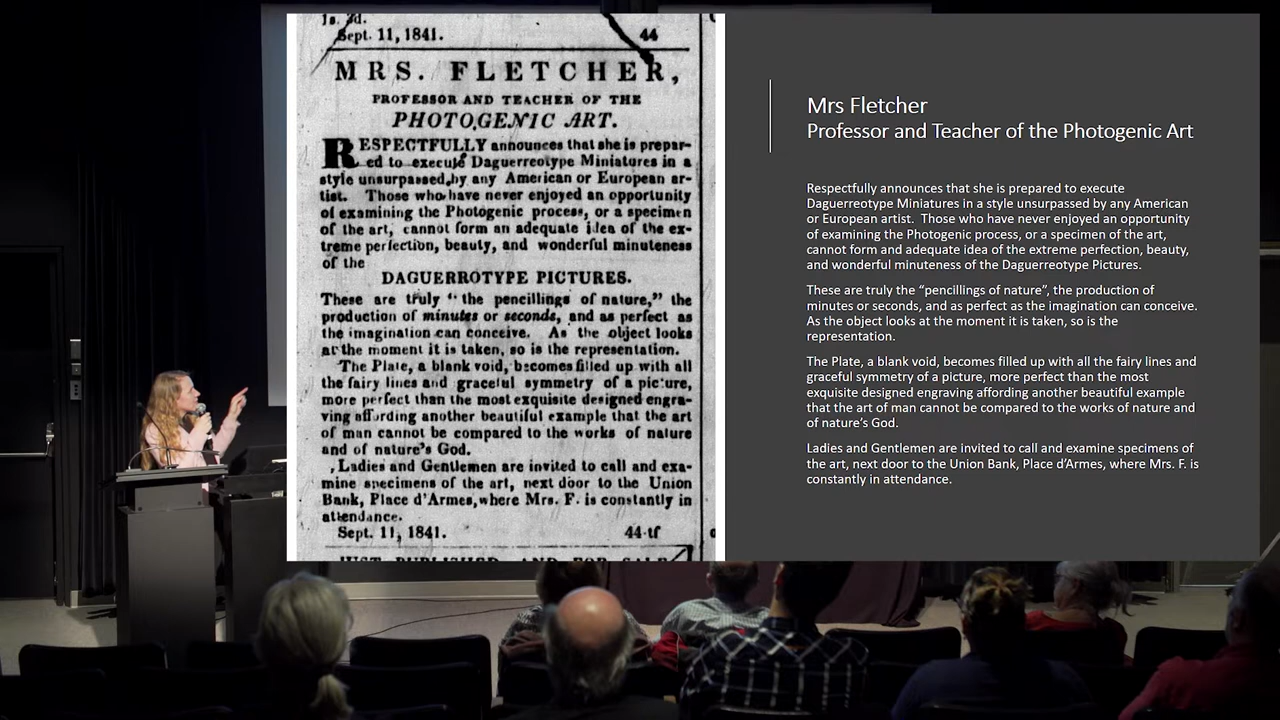 1s. 3d.
Sept. 11, 1841. 44
MRS. FLETCHER,
PROFESSOR AND TEACHER OF THE
PHOTOGENIC ART.
RESPECTFULLY announces that she is prepar-
ed to execute Daguerreotype Miniatures in a
style unsurpassed by any American or European ar-
tist. Those who have never enjoyed an opportunity
of examining the Photogenic process, or a specimen
of the art, cannot form an adequate idea of the ex-
treme perfection, beauty, and wonderful minuteness
of the
DAGUERROTYPE PICTURES.
These are truly "the pencillings of nature," the
production of minutes or seconds, and as perfect as
the imagination can conceive. As the object looks
at the moment it is taken, so is the representation.
The Plate, a blank void, becomes filled up with all
the fairy lines and graceful symmetry of a picture,
more perfect than the most exquisite designed engra-
ving affording another beautiful example that the art
of man cannot be compared to the works of nature
and of nature's God.
Ladies and Gentlemen are invited to call and exa-
mine specimens of the art, next door to the Union
Bank, Place d'Armes, where Mrs. F. is constantly in
attendance.
Sept. 11, 1841. 44-tf
JUST PUBLISHED AND FOR SALE
Mrs Fletcher
Professor and Teacher of the Photogenic Art
Respectfully announces that she is prepared to execute
Daguerreotype Miniatures in a style unsurpassed by any American
or European artist. Those who have never enjoyed an opportunity
of examining the Photogenic process, or a specimen of the art,
cannot form and adequate idea of the extreme perfection, beauty,
and wonderful minuteness of the Daguerreotype Pictures.
These are truly the "pencillings of nature", the production of
minutes or seconds, and as perfect as the imagination can conceive.
As the object looks at the moment it is taken, so is the
representation.
The Plate, a blank void, becomes filled up with all the fairy lines and
graceful symmetry of a picture, more perfect than the most
exquisite designed engraving affording another beautiful example
that the art of man cannot be compared to the works of nature and
of nature's God.
Ladies and Gentlemen are invited to call and examine specimens of
the art, next door to the Union Bank, Place d'Armes, where Mrs. F. is
constantly in attendance.